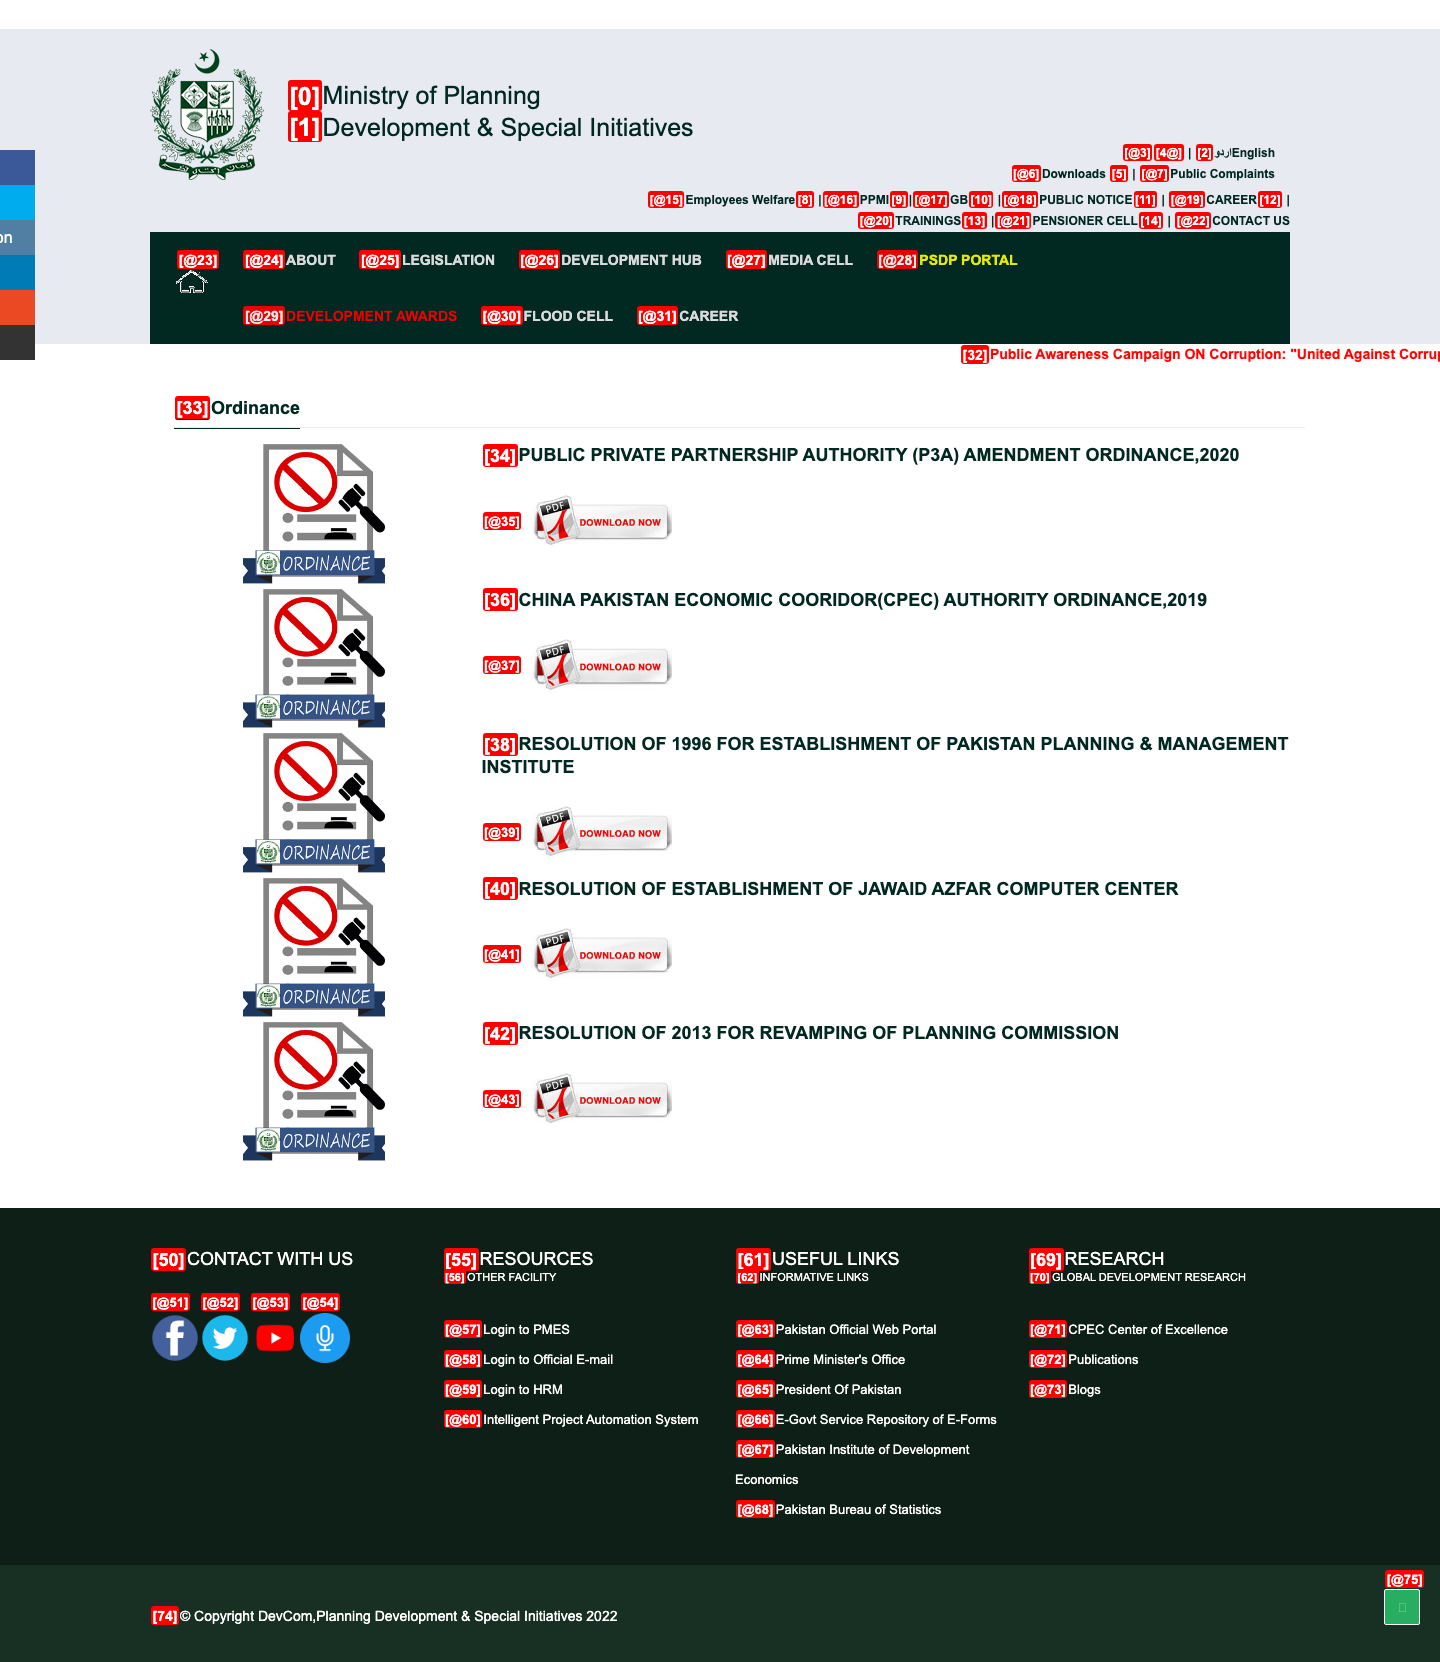 [0]Ministry of Planning
[1]Development & Special Initiatives
[@3] [4@] | [2] اردوEnglish
[@6]Downloads [5] | [@7]Public Complaints
[@15]Employees Welfare[8] |[@16]PPMI[9]|[@17]GB[10] |[@18]PUBLIC NOTICE[11] | [@19]CAREER[12] |
[@20]TRAININGS[13] |[@21]PENSIONER CELL[14] | [@22]CONTACT US
on
[@23] [@24]ABOUT [@25]LEGISLATION [@26]DEVELOPMENT HUB [@27]MEDIA CELL [@28]PSDP PORTAL
[@29]DEVELOPMENT AWARDS [@30]FLOOD CELL [@31]CAREER
[32]Public Awareness Campaign ON Corruption: "United Against Corrup
[33]Ordinance
[34]PUBLIC PRIVATE PARTNERSHIP AUTHORITY (P3A) AMENDMENT ORDINANCE,2020
[@35] PDF DOWNLOAD NOW
ORDINANCE
[36]CHINA PAKISTAN ECONOMIC COORIDOR(CPEC) AUTHORITY ORDINANCE,2019
[@37] PDF DOWNLOAD NOW
ORDINANCE
[38]RESOLUTION OF 1996 FOR ESTABLISHMENT OF PAKISTAN PLANNING & MANAGEMENT
INSTITUTE
[@39] PDF DOWNLOAD NOW
ORDINANCE
[40]RESOLUTION OF ESTABLISHMENT OF JAWAID AZFAR COMPUTER CENTER
[@41] PDF DOWNLOAD NOW
ORDINANCE
[42]RESOLUTION OF 2013 FOR REVAMPING OF PLANNING COMMISSION
[@43] PDF DOWNLOAD NOW
ORDINANCE
[50]CONTACT WITH US
[@51] [@52] [@53] [@54]
[55]RESOURCES
[56]OTHER FACILITY
[@57]Login to PMES
[@58]Login to Official E-mail
[@59]Login to HRM
[@60]Intelligent Project Automation System
[61]USEFUL LINKS
[62]INFORMATIVE LINKS
[@63]Pakistan Official Web Portal
[@64]Prime Minister's Office
[@65]President Of Pakistan
[@66]E-Govt Service Repository of E-Forms
[@67]Pakistan Institute of Development
Economics
[@68]Pakistan Bureau of Statistics
[69]RESEARCH
[70]GLOBAL DEVELOPMENT RESEARCH
[@71]CPEC Center of Excellence
[@72]Publications
[@73]Blogs
[@75]
[74]© Copyright DevCom,Planning Development & Special Initiatives 2022